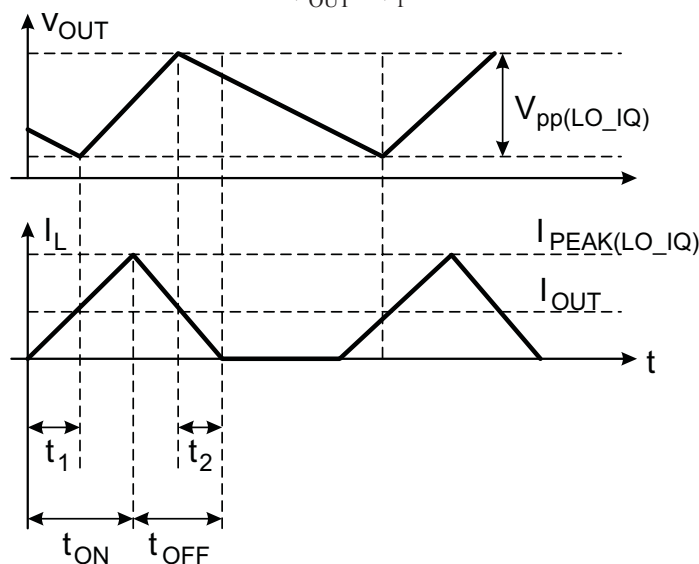 V_OUT
V_pp(LO_IQ)
I_L
I_PEAK(LO_IQ)
I_OUT
t
t_1
t_2
t_ON
t_OFF